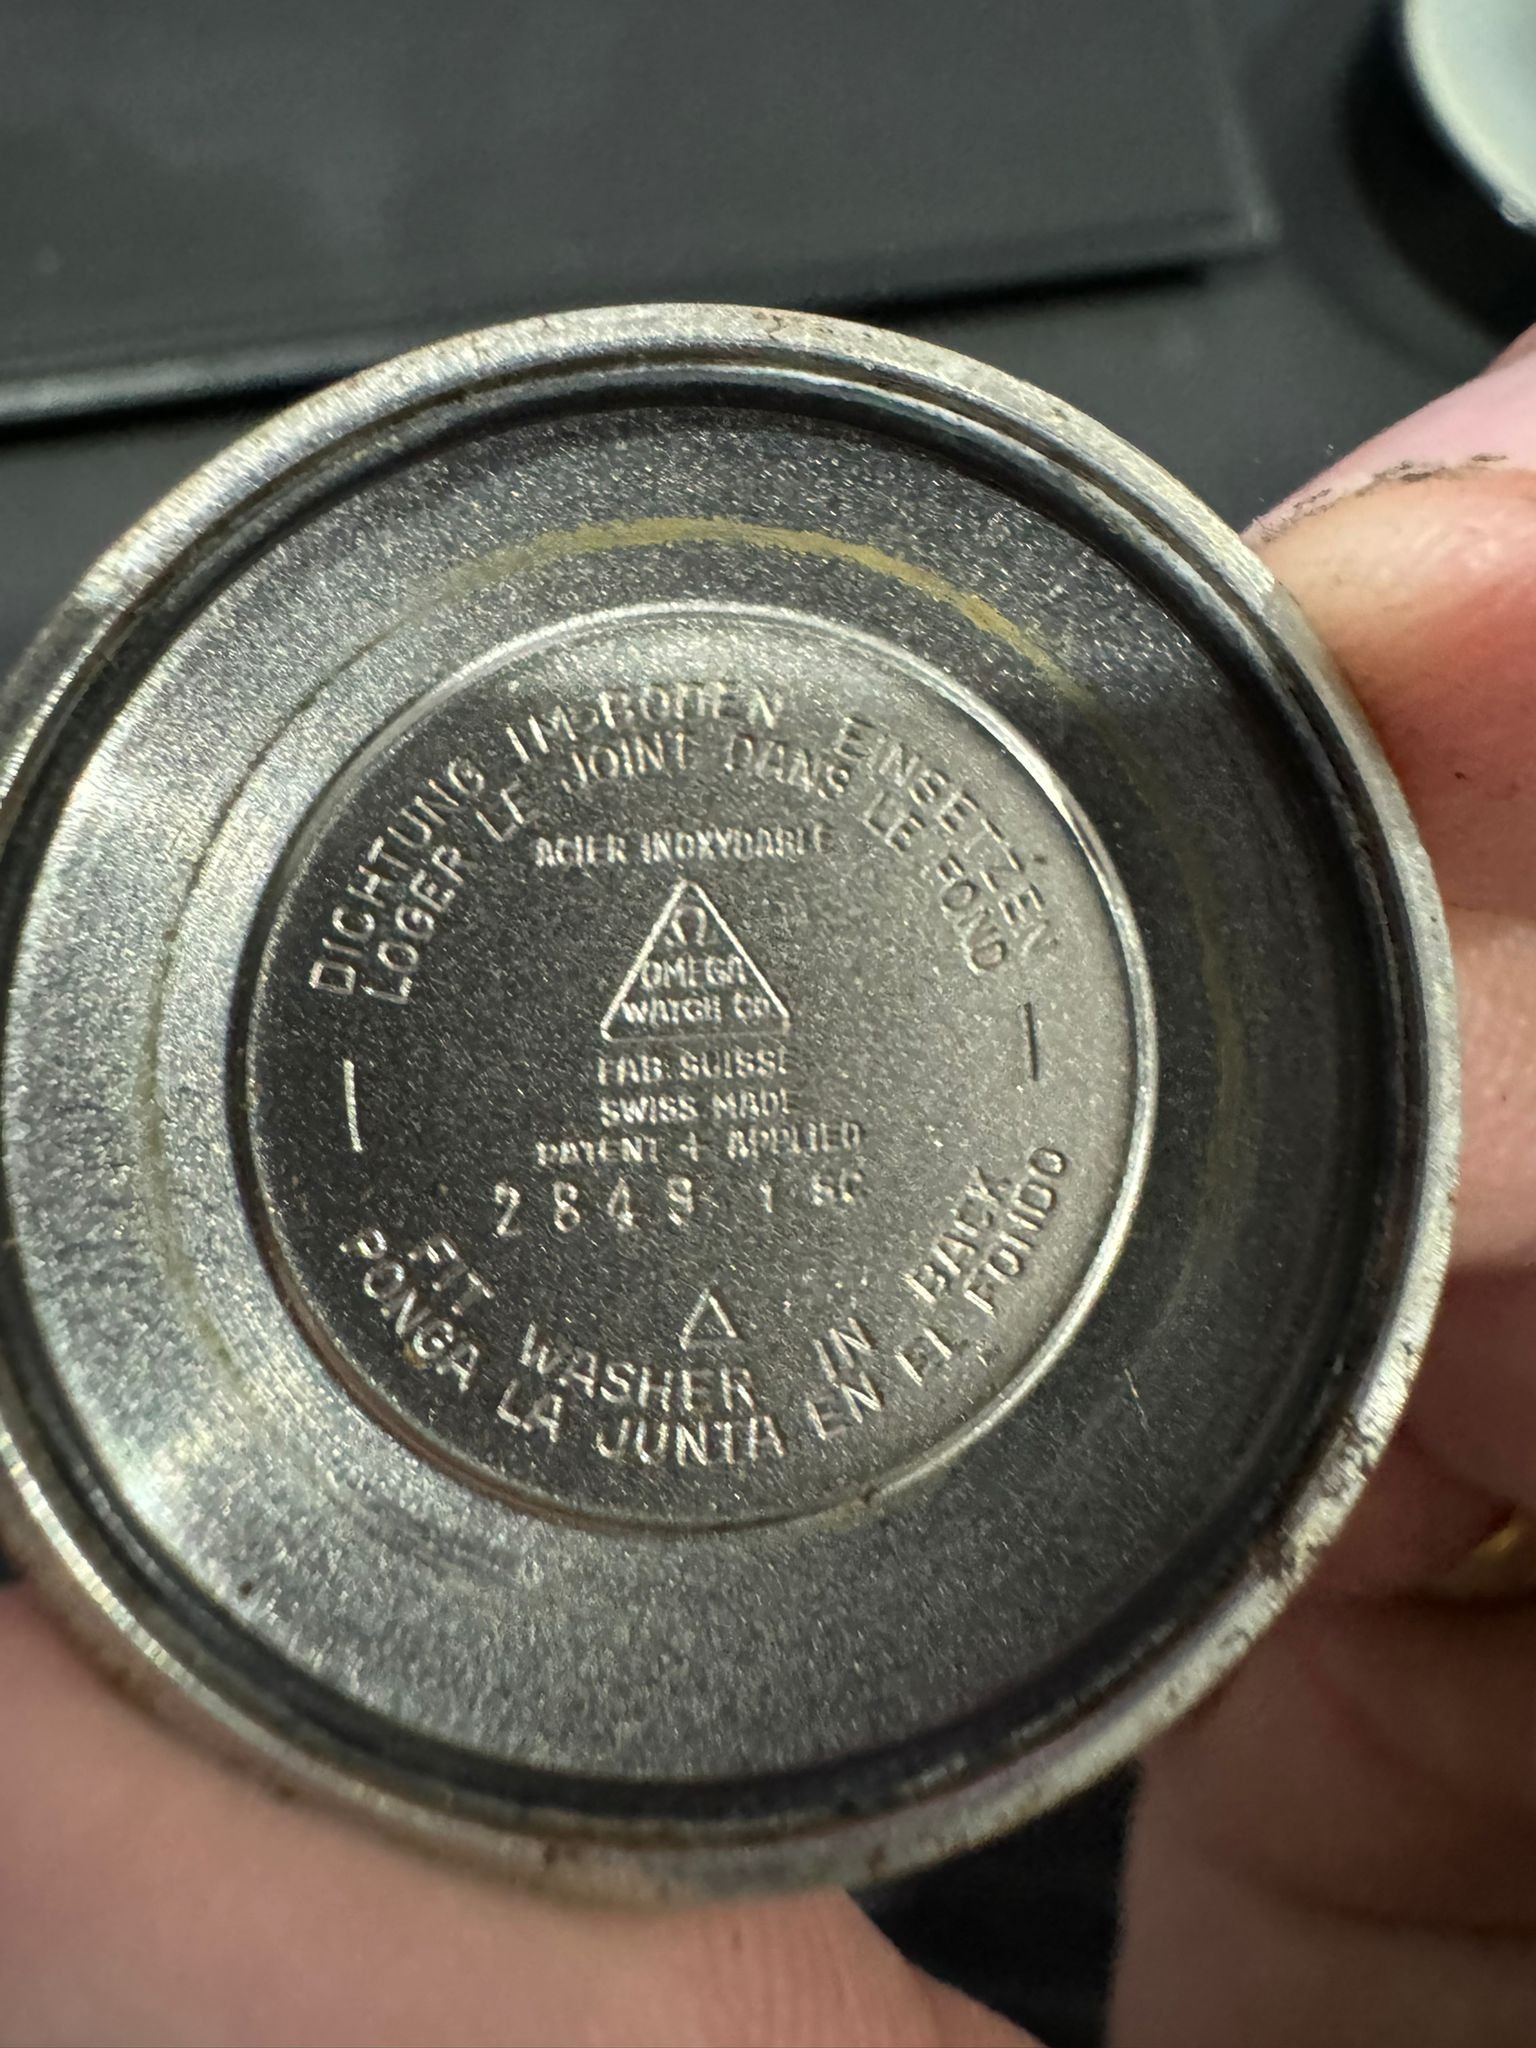 DICHTUNG IM BODEN EINSETZEN
LOGER LE JOINT DANS LE FOND
ACIER INOXYDABLE
Ω
OMEGA
WATCH CO
FAB. SUISSE
SWISS MADE
PATENT + APPLIED
2849 1 SC
FIT WASHER IN BACK
PONGA LA JUNTA EN EL FONDO